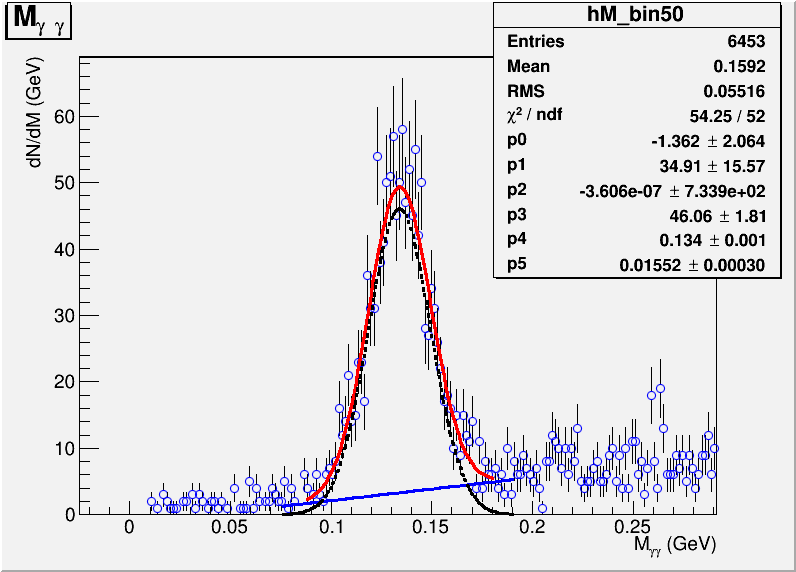 M γ γ
hM_bin50
Entries 6453
Mean 0.1592
RMS 0.05516
χ² / ndf 54.25 / 52
p0 -1.362 ± 2.064
p1 34.91 ± 15.57
p2 -3.606e-07 ± 7.339e+02
p3 46.06 ± 1.81
p4 0.134 ± 0.001
p5 0.01552 ± 0.00030
dN/dM (GeV)
60
50
40
30
20
10
0
0 0.05 0.1 0.15 0.2 0.25
Mγγ (GeV)